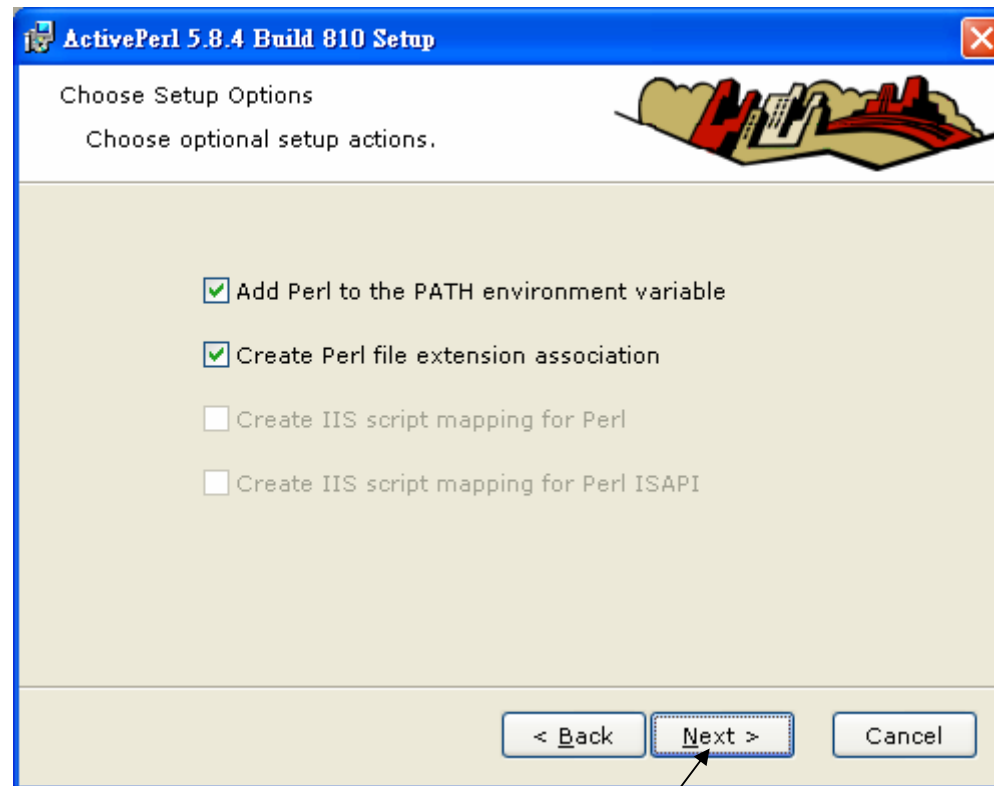 ActivePerl 5.8.4 Build 810 Setup
Choose Setup Options
Choose optional setup actions.
Add Perl to the PATH environment variable
Create Perl file extension association
Create IIS script mapping for Perl
Create IIS script mapping for Perl ISAPI
< Back Next > Cancel